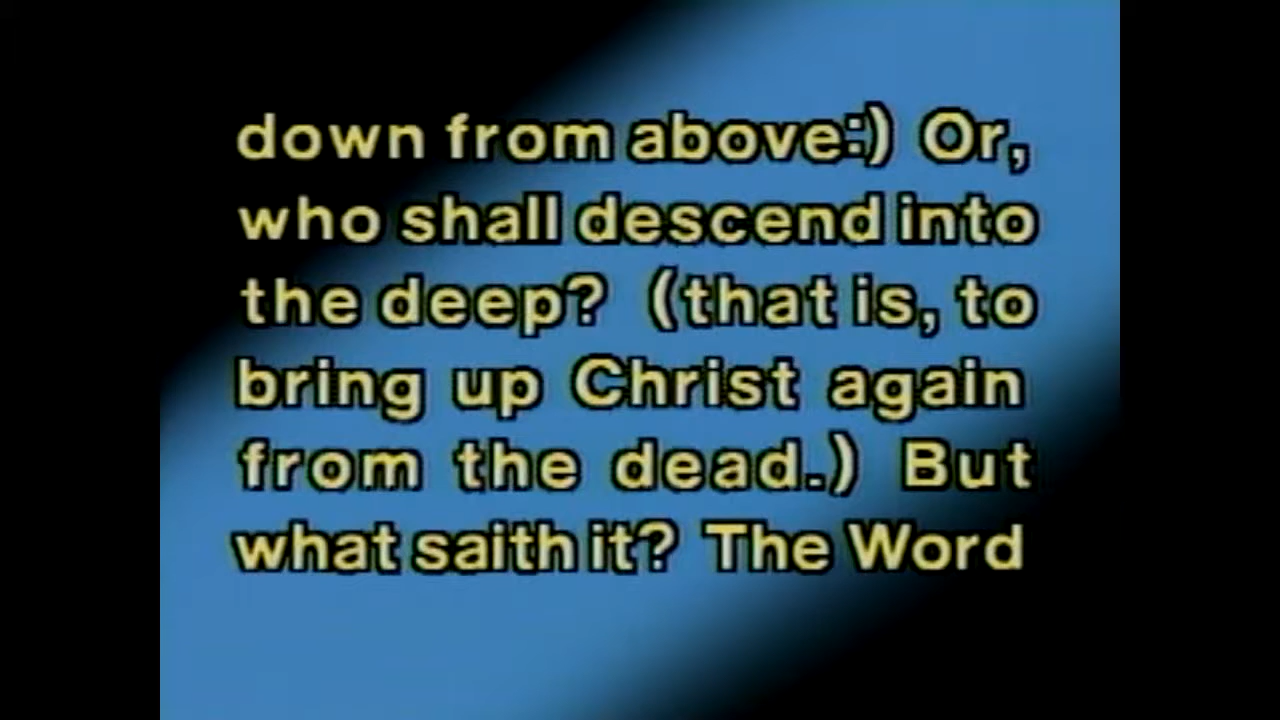 down from above:) Or,
who shall descend into
the deep? (that is, to
bring up Christ again
from the dead.) But
what saith it? The Word